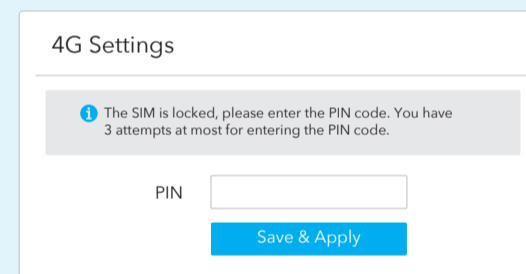 4G Settings
The SIM is locked, please enter the PIN code. You have
3 attempts at most for entering the PIN code.
PIN
Save & Apply